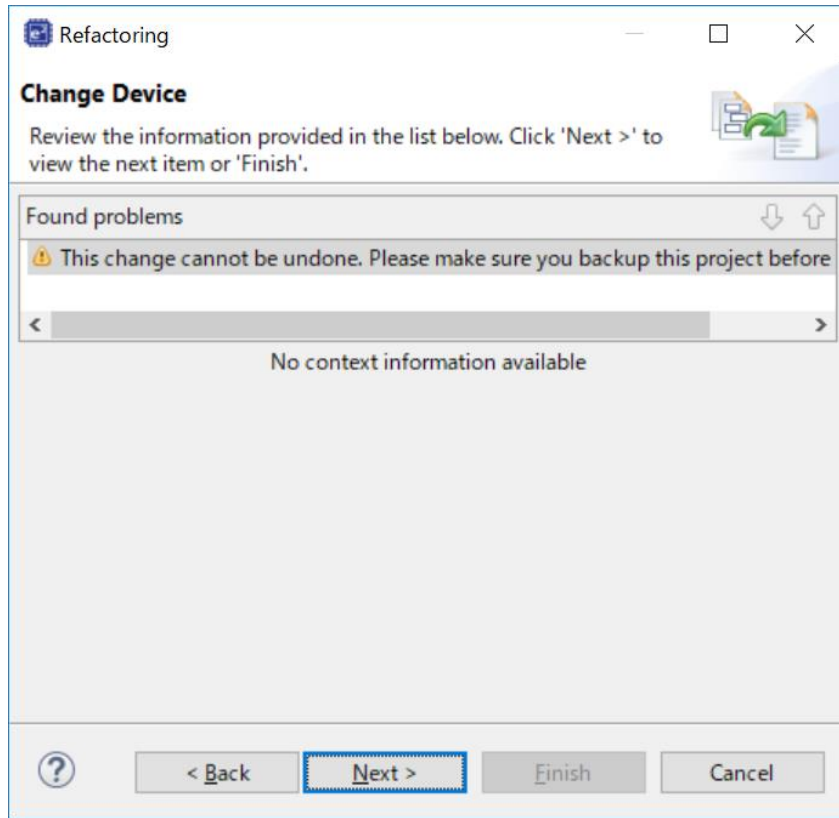 Refactoring
Change Device
Review the information provided in the list below. Click 'Next >' to
view the next item or 'Finish'.
Found problems
This change cannot be undone. Please make sure you backup this project before
No context information available
< Back Next > Finish Cancel